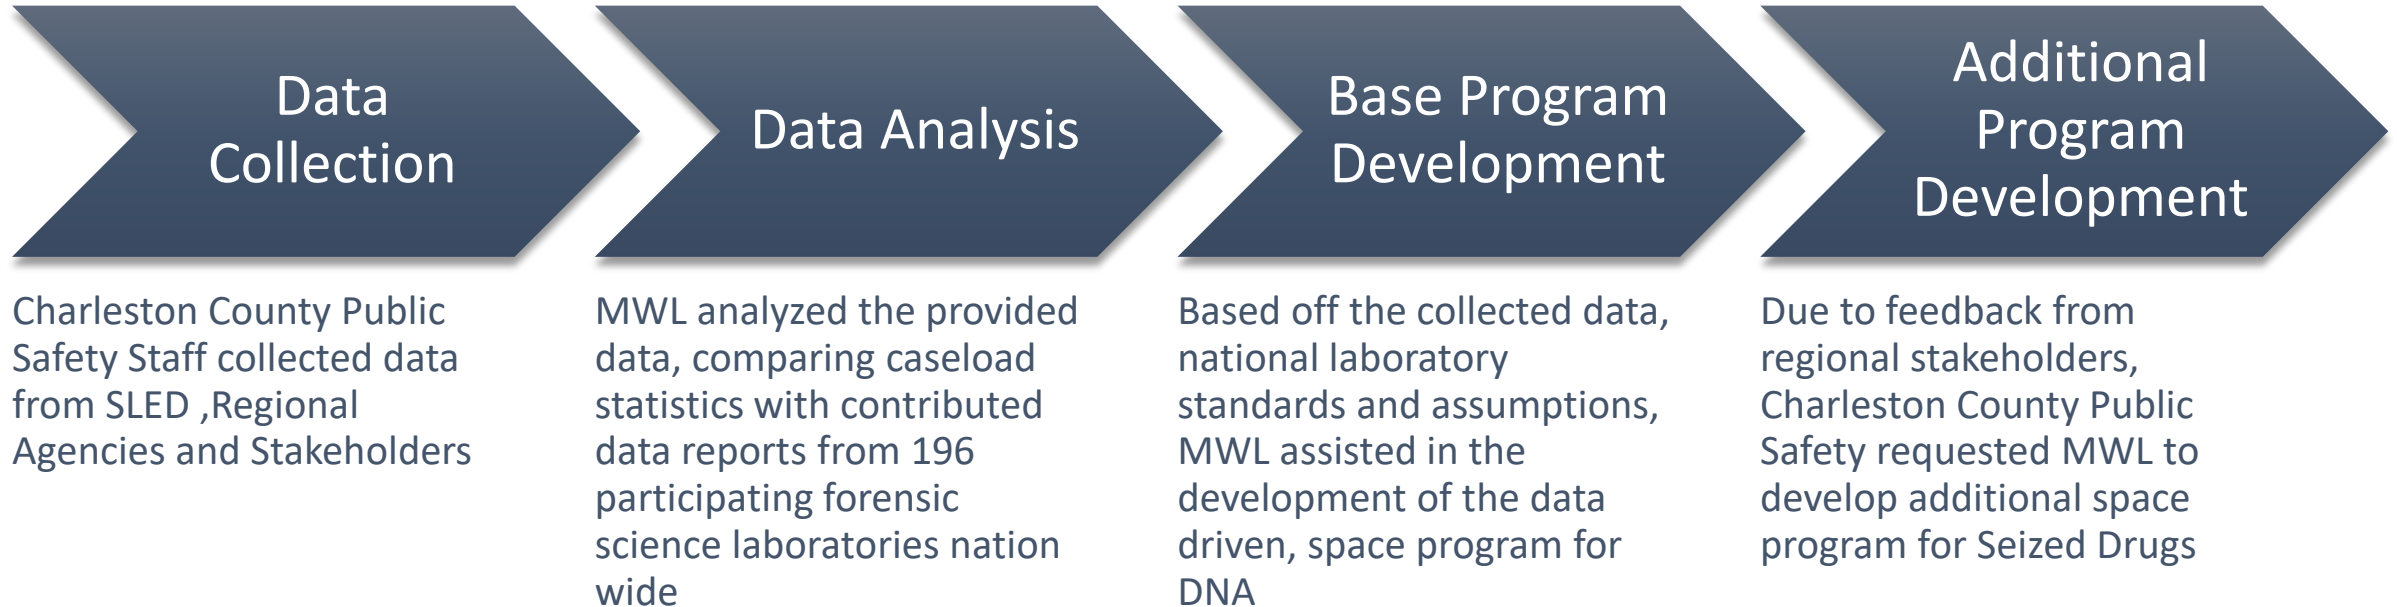 Data
Collection
Charleston County Public
Safety Staff collected data
from SLED ,Regional
Agencies and Stakeholders
Data Analysis
MWL analyzed the provided
data, comparing caseload
statistics with contributed
data reports from 196
participating forensic
science laboratories nation
wide
Base Program
Development
Based off the collected data,
national laboratory
standards and assumptions,
MWL assisted in the
development of the data
driven, space program for
DNA
Additional
Program
Development
Due to feedback from
regional stakeholders,
Charleston County Public
Safety requested MWL to
develop additional space
program for Seized Drugs